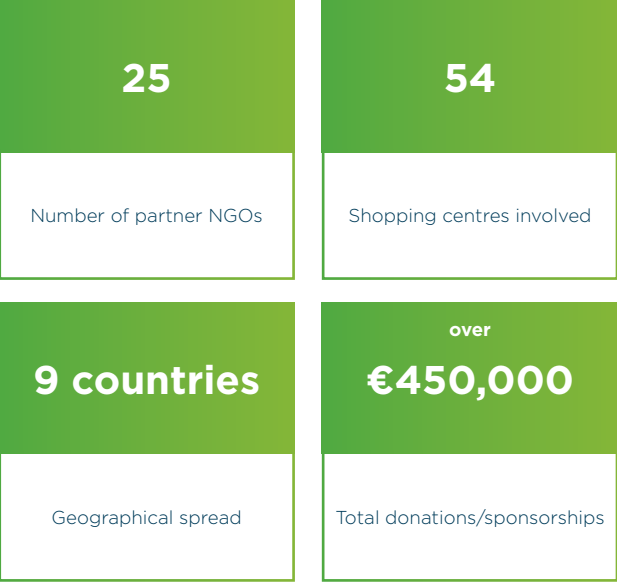 25
Number of partner NGOs
54
Shopping centres involved
9 countries
Geographical spread
over
€450,000
Total donations/sponsorships